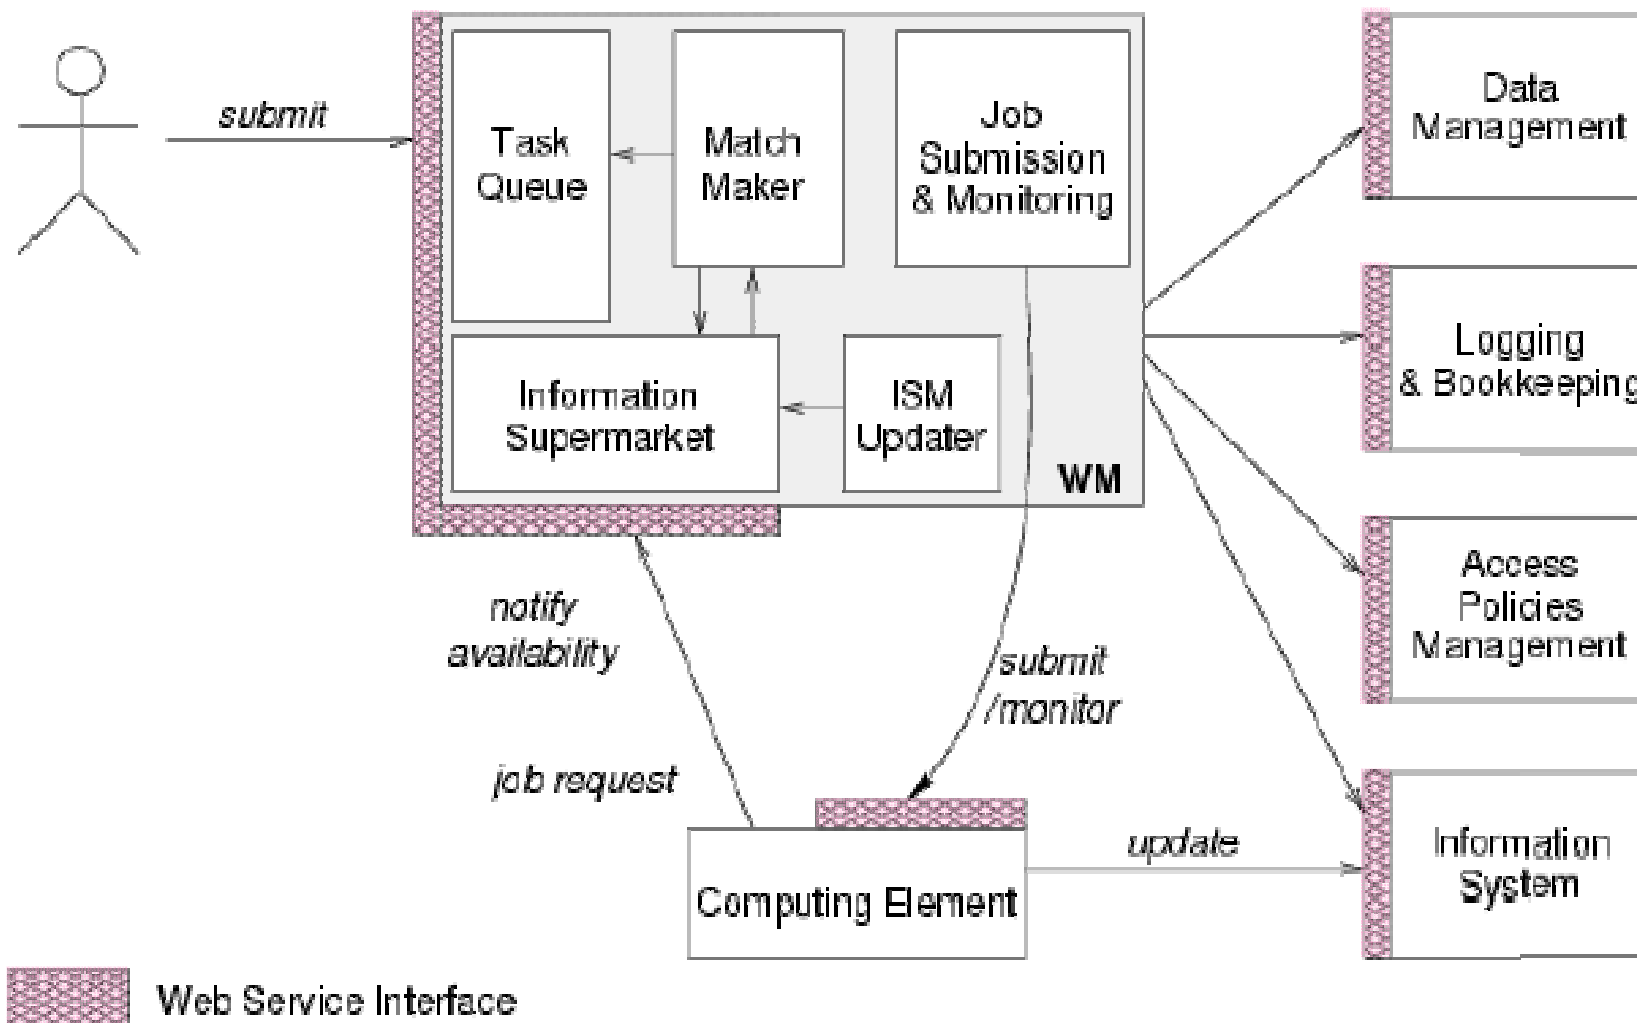 submit
Task
Queue
Match
Maker
Job
Submission
& Monitoring
Information
Supermarket
ISM
Updater
WM
Data
Management
Logging
& Bookkeeping
Access
Policies
Management
Information
System
notify
availability
job request
submit
/monitor
update
Computing Element
Web Service Interface